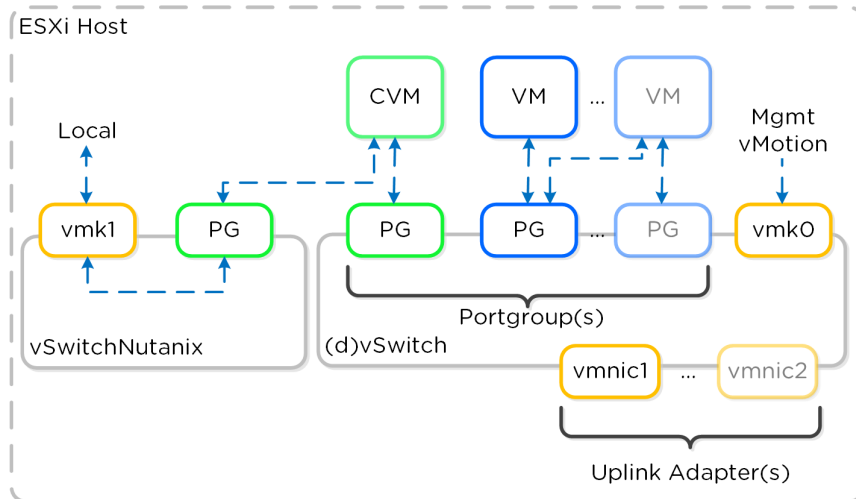 ESXi Host
CVM
VM
...
VM
Local
Mgmt
vMotion
vmk1
PG
PG
PG
...
PG
vmk0
Portgroup(s)
vSwitchNutanix
(d)vSwitch
vmnic1
...
vmnic2
Uplink Adapter(s)